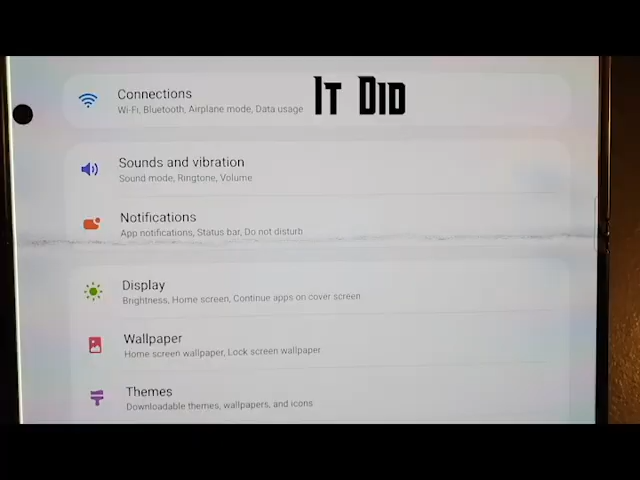 Connections
Wi-Fi, Bluetooth, Airplane mode, Data usage
It Did
Sounds and vibration
Sound mode, Ringtone, Volume
Notifications
App notifications, Status bar, Do not disturb
Display
Brightness, Home screen, Continue apps on cover screen
Wallpaper
Home screen wallpaper, Lock screen wallpaper
Themes
Downloadable themes, wallpapers, and icons